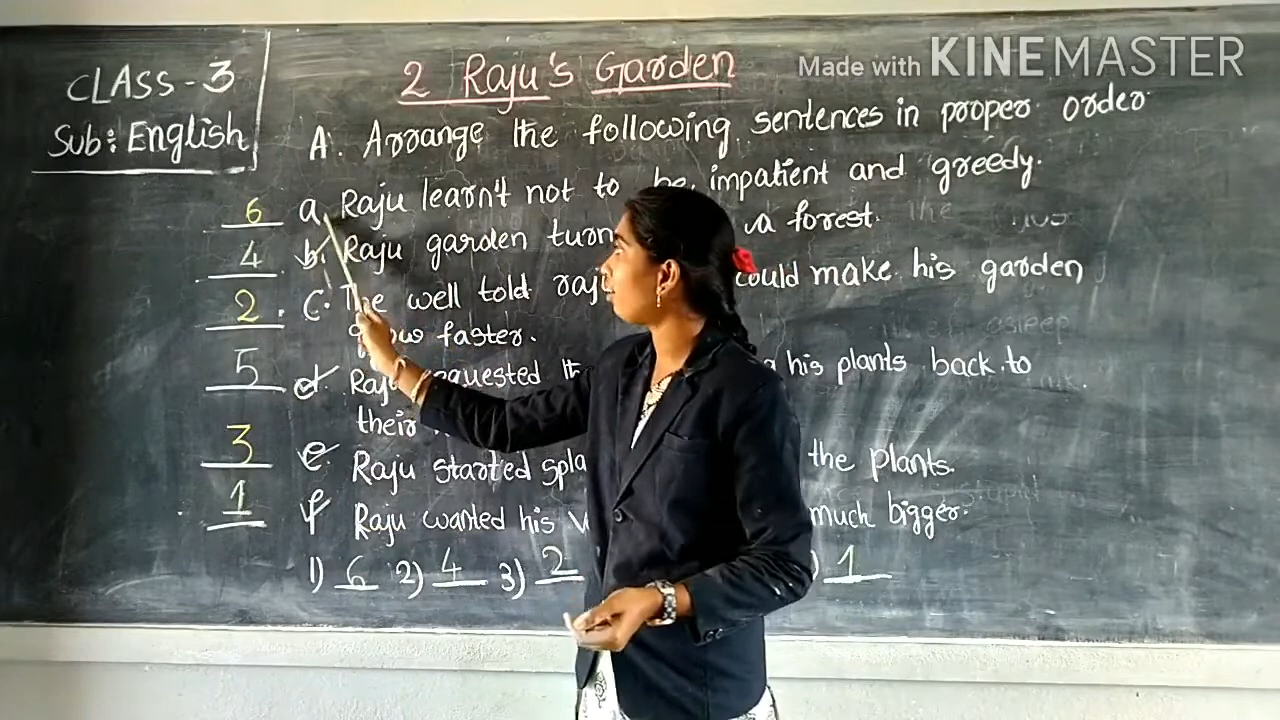 Made with KINEMASTER
CLASS - 3
Sub: English
2 Raju's Garden
A. Arrange the following sentences in proper order
6 a. Raju learn't not to be impatient and greedy.
4 b. Raju garden turn a forest.
2 c. The well told raju could make his garden
grow faster.
5 d. Raju requested his plants back to
their
3 e. Raju started the plants.
1 f Raju wanted his much bigger.
1) 6 2) 4 3) 2 ) 1